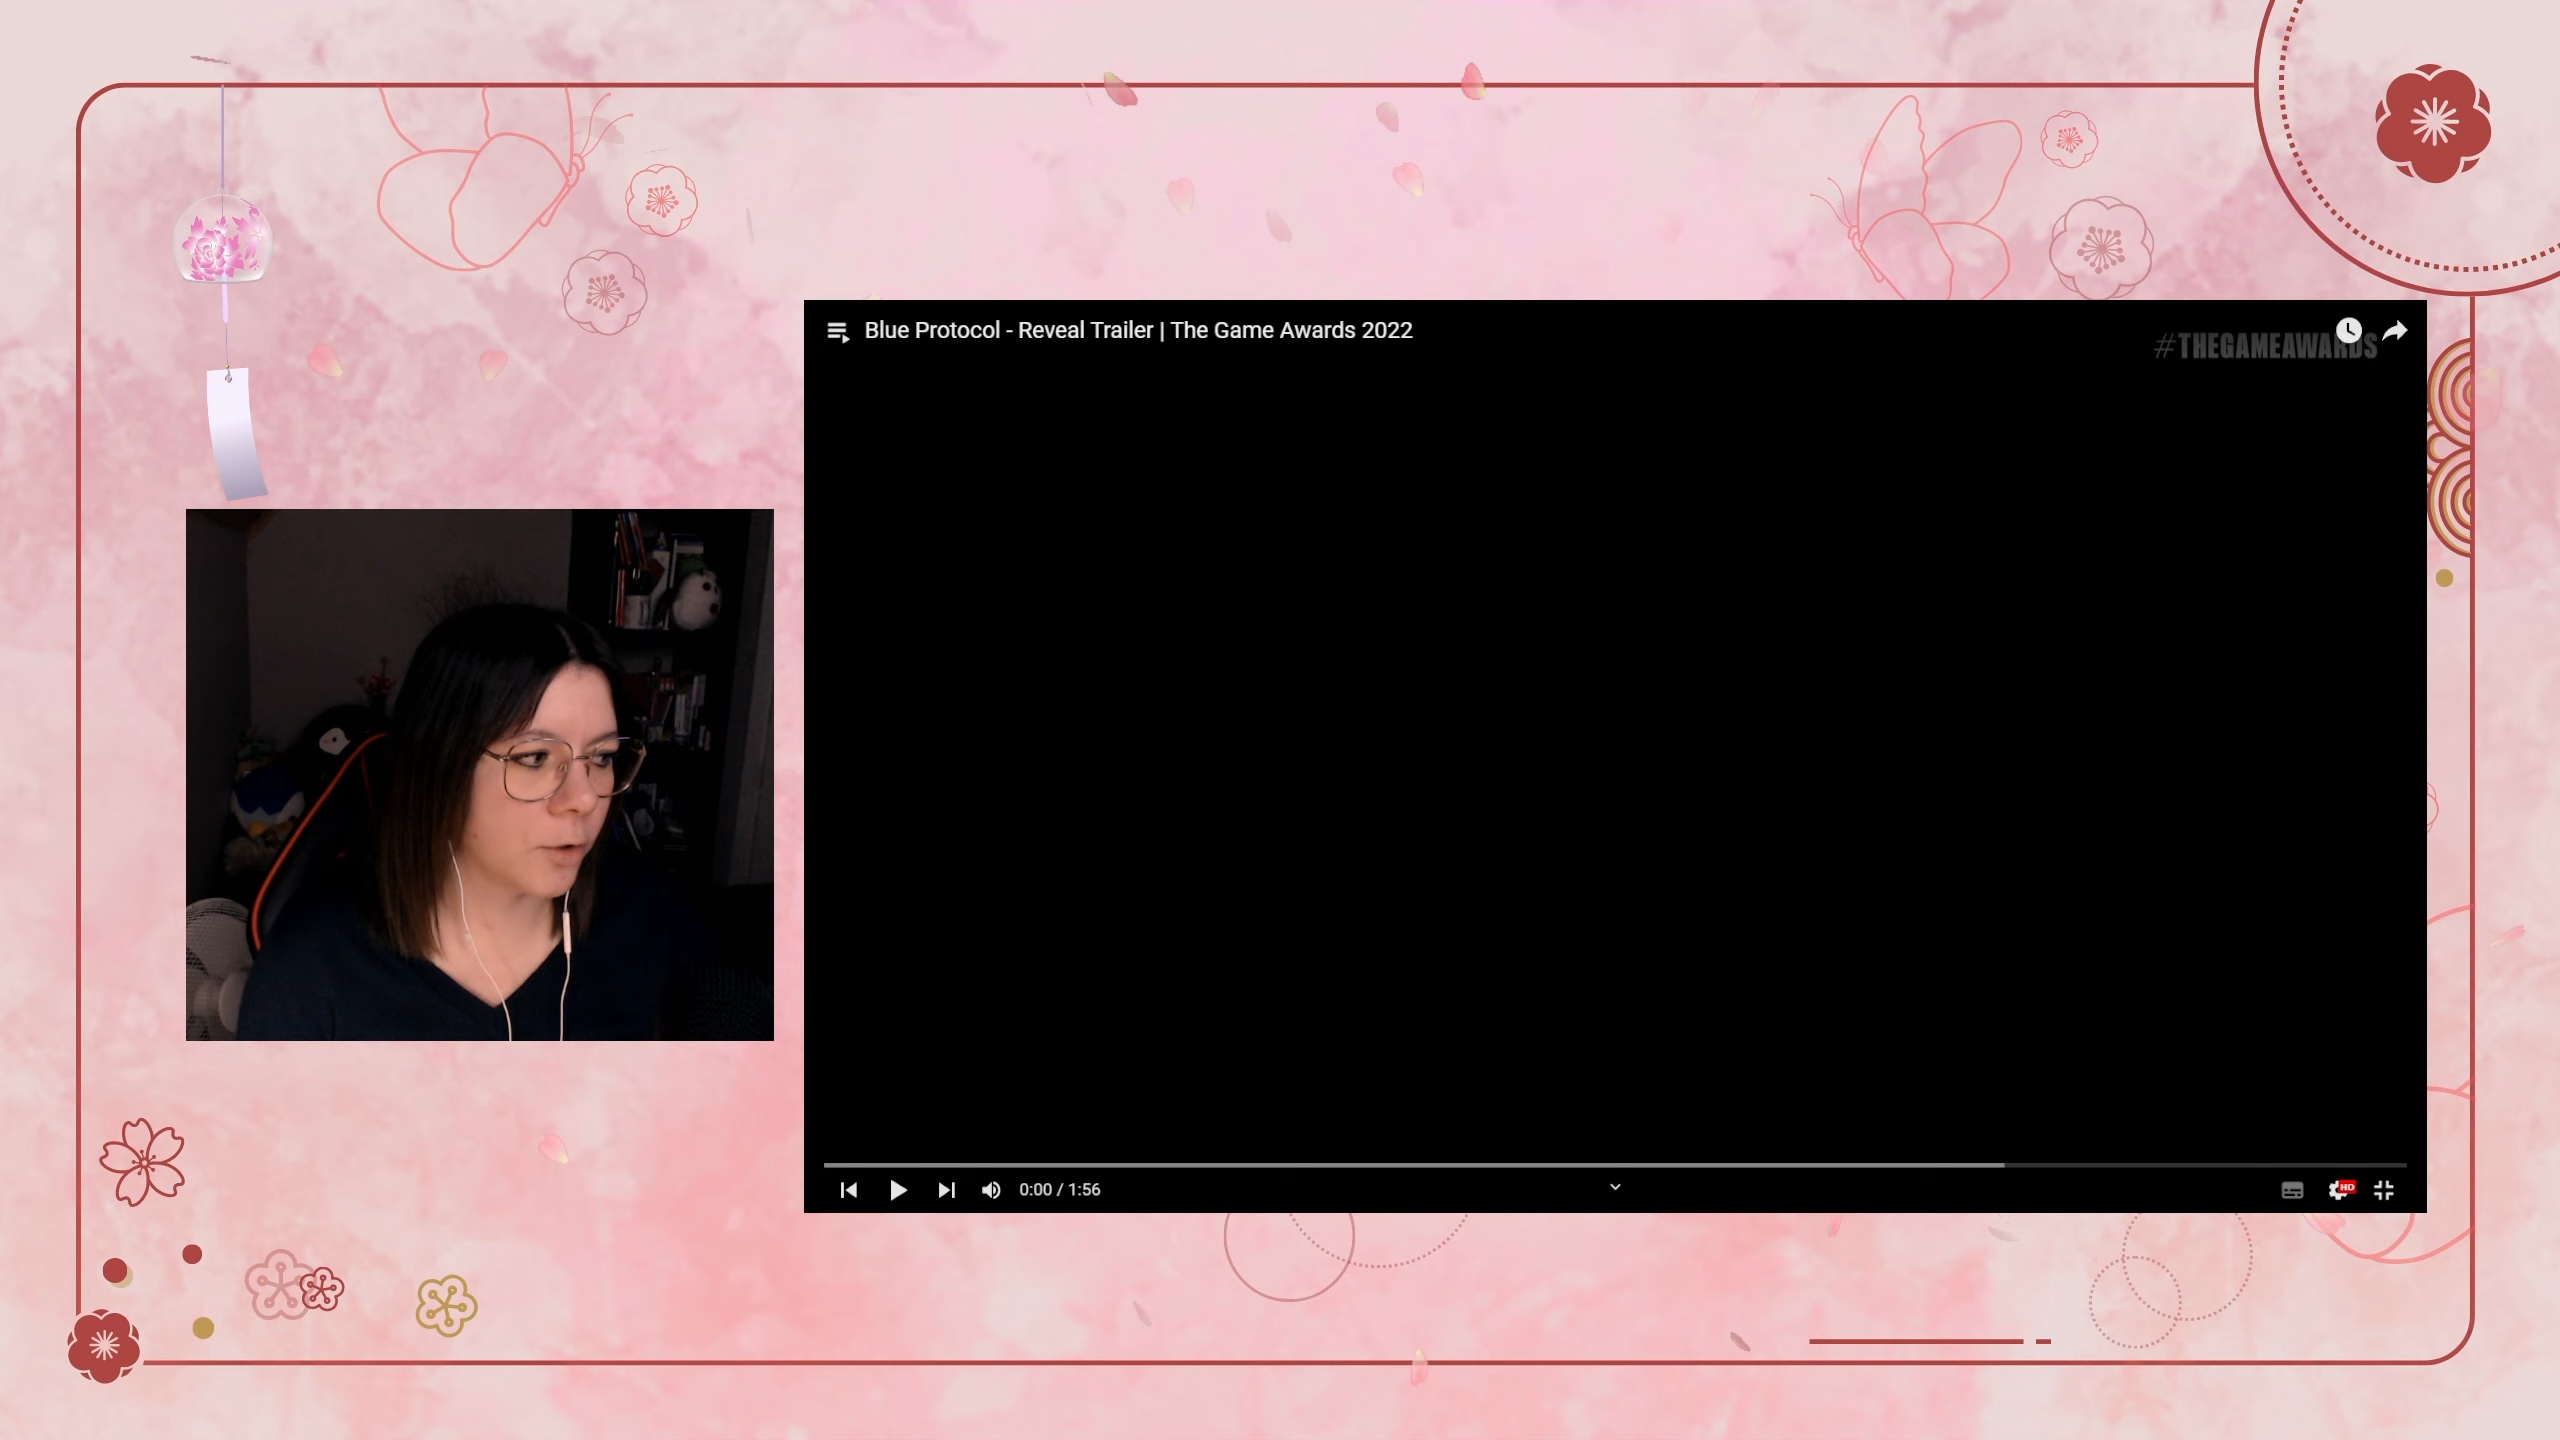 Blue Protocol - Reveal Trailer | The Game Awards 2022
#THEGAMEAWARDS
0:00 / 1:56
HD